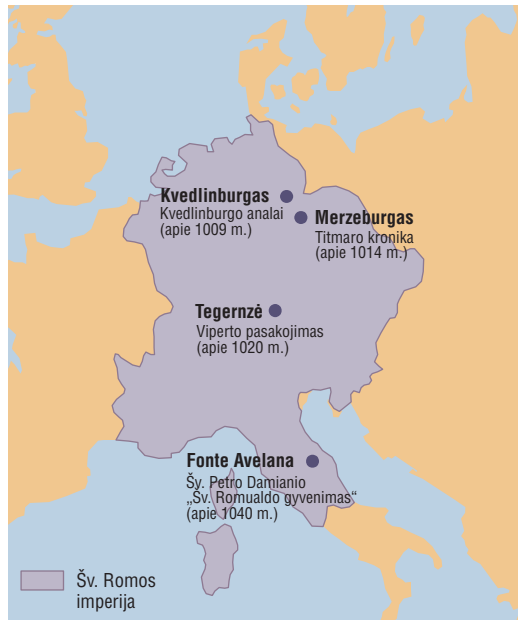 Kvedlinburgas
Kvedlinburgo analai
(apie 1009 m.)
Merzeburgas
Titmaro kronika
(apie 1014 m.)
Tegernzė
Viperto pasakojimas
(apie 1020 m.)
Fonte Avelana
Šv. Petro Damianio
„Šv. Romualdo gyvenimas“
(apie 1040 m.)
Šv. Romos
imperija